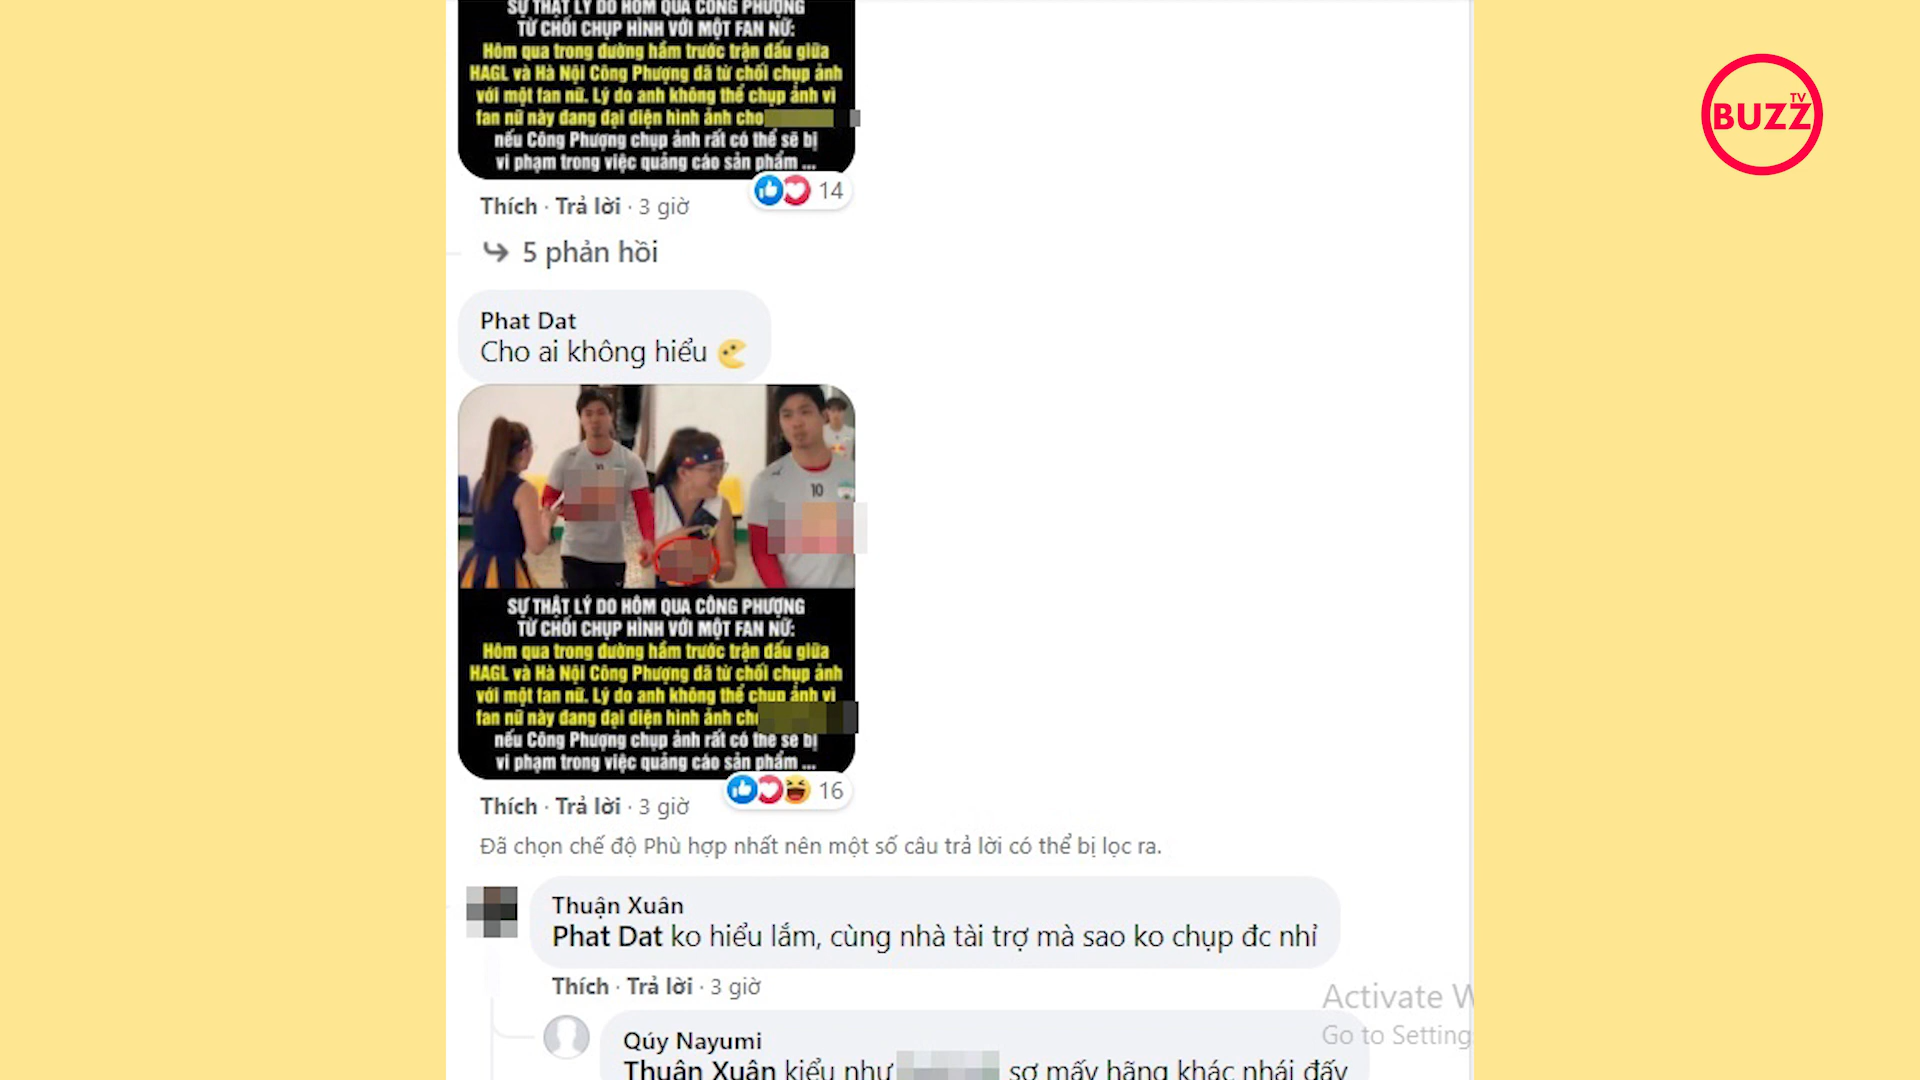 SỰ THẬT LÝ DO HÔM QUA CÔNG PHƯỢNG
TỪ CHỐI CHỤP HÌNH VỚI MỘT FAN NỮ:
Hôm qua trong đường hầm trước trận đấu giữa
HAGL và Hà Nội Công Phượng đã từ chối chụp ảnh
với một fan nữ. Lý do anh không thể chụp ảnh vì
fan nữ này đang đại diện hình ảnh cho
nếu Công Phượng chụp ảnh rất có thể sẽ bị
vi phạm trong việc quảng cáo sản phẩm ...
14
Thích · Trả lời · 3 giờ
5 phản hồi
Phat Dat
Cho ai không hiểu
10
SỰ THẬT LÝ DO HÔM QUA CÔNG PHƯỢNG
TỪ CHỐI CHỤP HÌNH VỚI MỘT FAN NỮ:
Hôm qua trong đường hầm trước trận đấu giữa
HAGL và Hà Nội Công Phượng đã từ chối chụp ảnh
với một fan nữ. Lý do anh không thể chụp ảnh vì
fan nữ này đang đại diện hình ảnh
nếu Công Phượng chụp ảnh rất có thể sẽ bị
vi phạm trong việc quảng cáo sản phẩm ...
16
Thích · Trả lời · 3 giờ
Đã chọn chế độ Phù hợp nhất nên một số câu trả lời có thể bị lọc ra.
Thuận Xuân
Phat Dat ko hiểu lắm, cùng nhà tài trợ mà sao ko chụp đc nhỉ
Thích · Trả lời · 3 giờ
Qúy Nayumi
Thuận Xuân kiểu như sợ mấy hãng khác nhái đấy
Activate W
Go to Setting
BUZZ TV